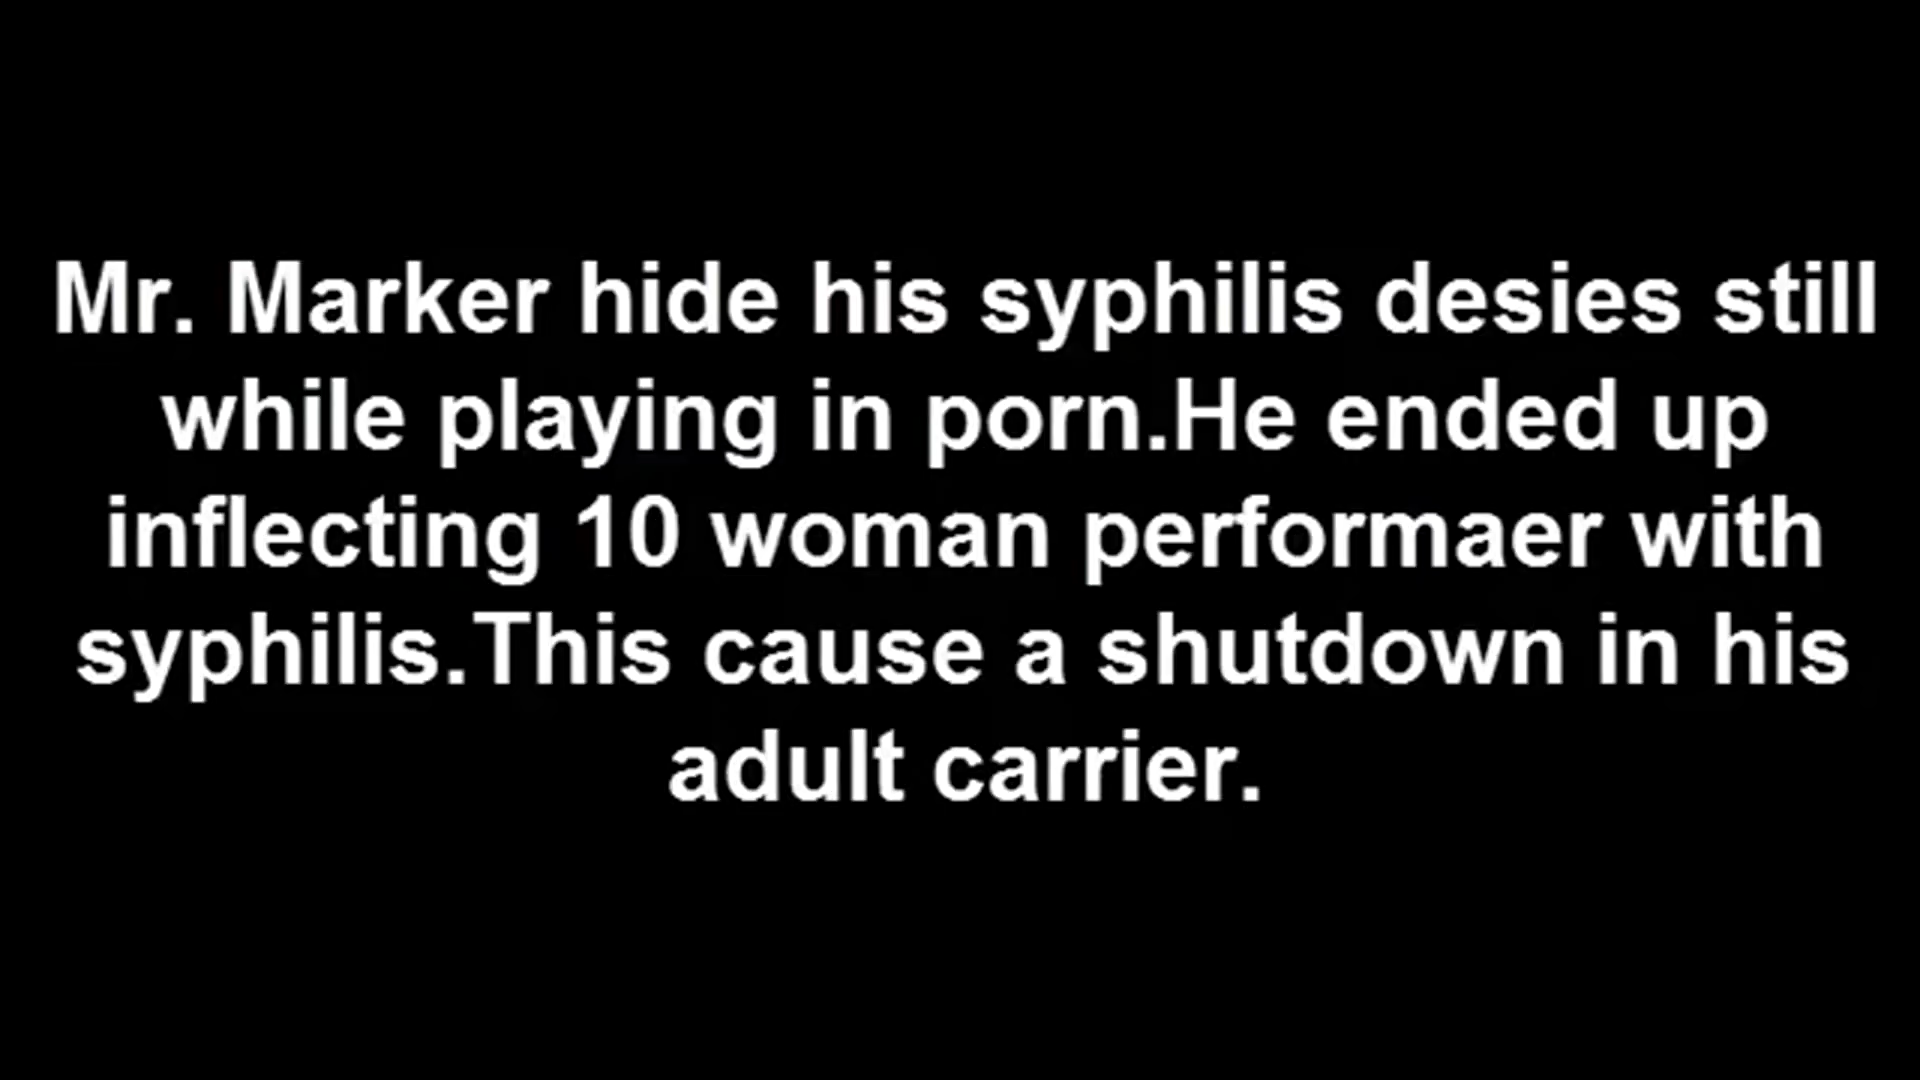 Mr. Marker hide his syphilis desies still
while playing in porn.He ended up
inflecting 10 woman performaer with
syphilis.This cause a shutdown in his
adult carrier.